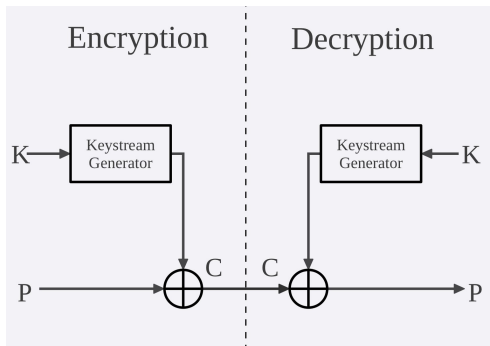 Encryption
Decryption
K
Keystream
Generator
Keystream
Generator
K
C
C
P
P